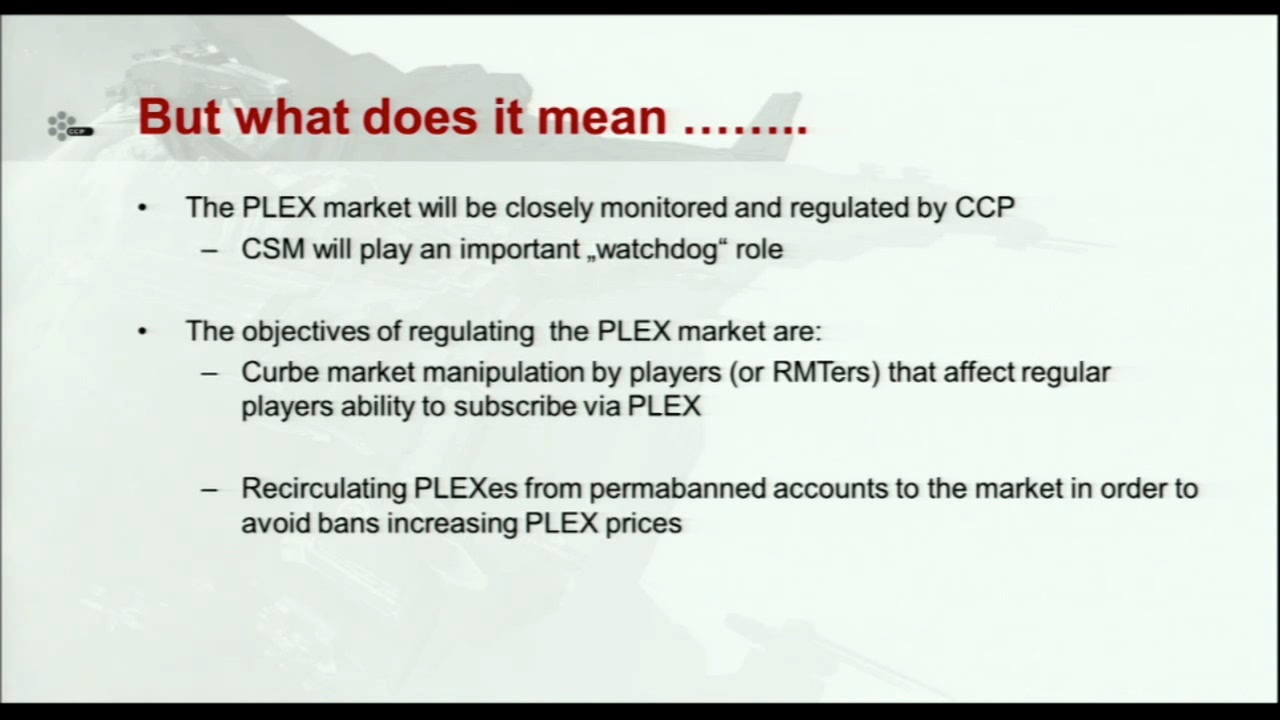 But what does it mean ........
CCP
• The PLEX market will be closely monitored and regulated by CCP
– CSM will play an important „watchdog“ role
• The objectives of regulating the PLEX market are:
– Curbe market manipulation by players (or RMTers) that affect regular
players ability to subscribe via PLEX
– Recirculating PLEXes from permabanned accounts to the market in order to
avoid bans increasing PLEX prices